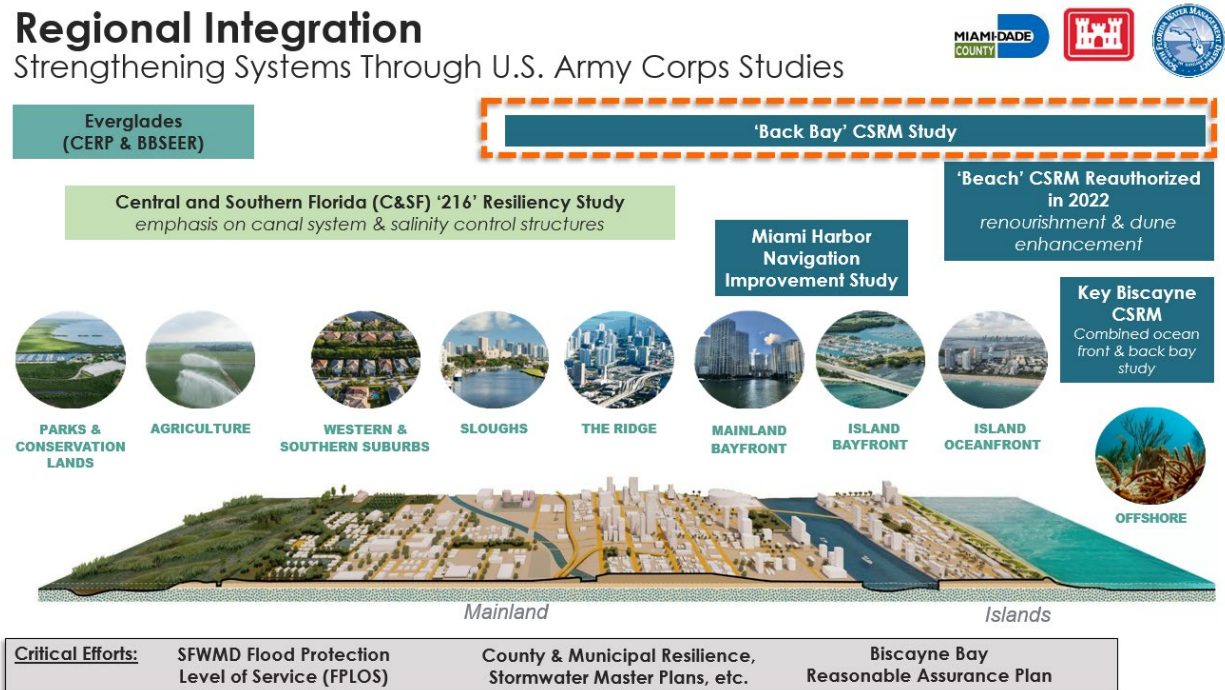 Regional Integration
Strengthening Systems Through U.S. Army Corps Studies
MIAMI-DADE
COUNTY
SOUTH FLORIDA WATER MANAGEMENT DISTRICT
Everglades
(CERP & BBSEER)
'Back Bay' CSRM Study
Central and Southern Florida (C&SF) '216' Resiliency Study
emphasis on canal system & salinity control structures
'Beach' CSRM Reauthorized
in 2022
renourishment & dune
enhancement
Miami Harbor
Navigation
Improvement Study
Key Biscayne
CSRM
Combined ocean
front & back bay
study
PARKS &
CONSERVATION
LANDS
AGRICULTURE
WESTERN &
SOUTHERN SUBURBS
SLOUGHS
THE RIDGE
MAINLAND
BAYFRONT
ISLAND
BAYFRONT
ISLAND
OCEANFRONT
OFFSHORE
Mainland
Islands
Critical Efforts:
SFWMD Flood Protection
Level of Service (FPLOS)
County & Municipal Resilience,
Stormwater Master Plans, etc.
Biscayne Bay
Reasonable Assurance Plan